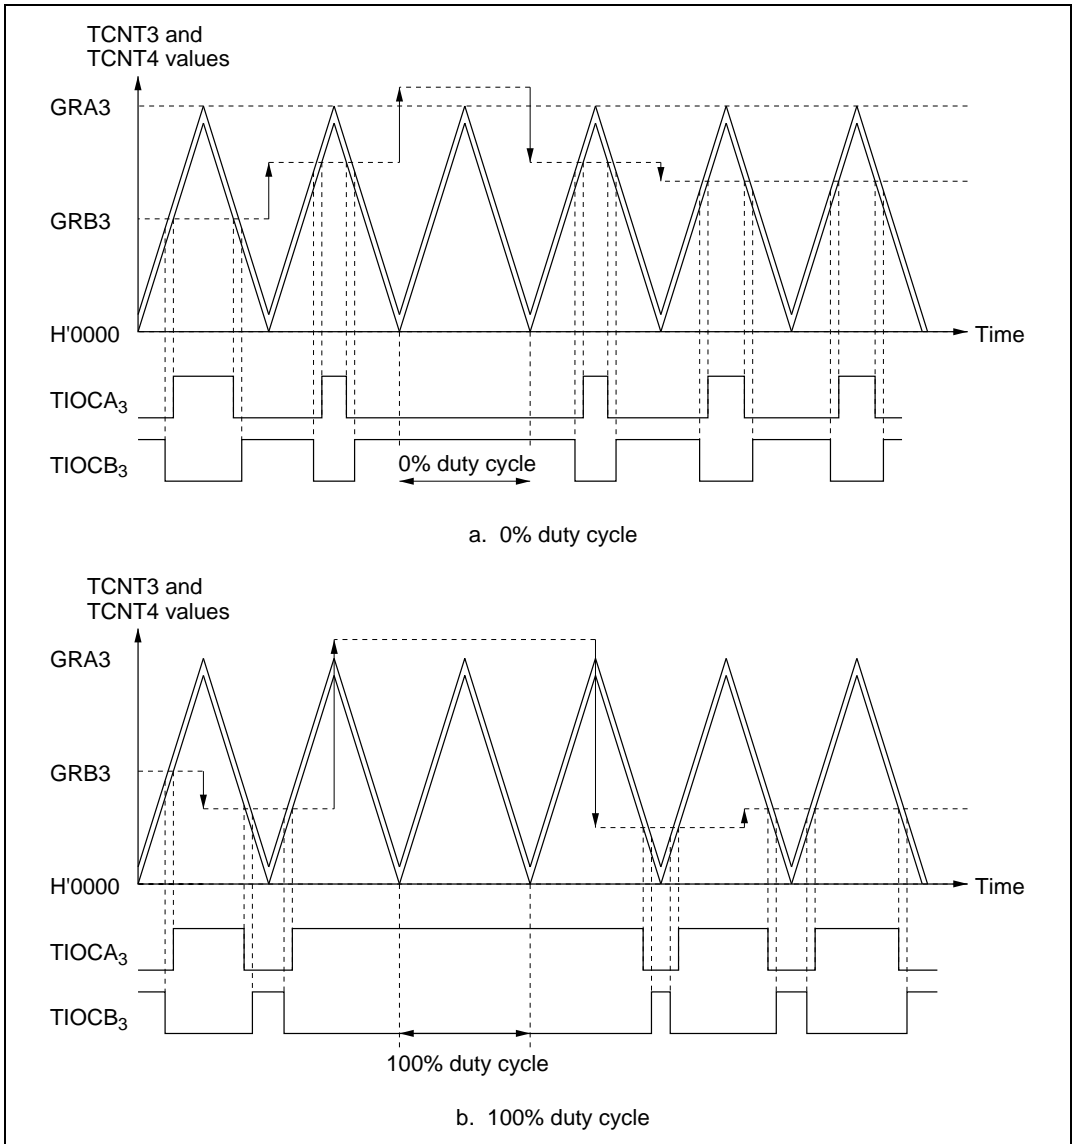 TCNT3 and
TCNT4 values
GRA3
GRB3
H'0000
Time
TIOCA3
TIOCB3
0% duty cycle
a. 0% duty cycle
TCNT3 and
TCNT4 values
GRA3
GRB3
H'0000
Time
TIOCA3
TIOCB3
100% duty cycle
b. 100% duty cycle